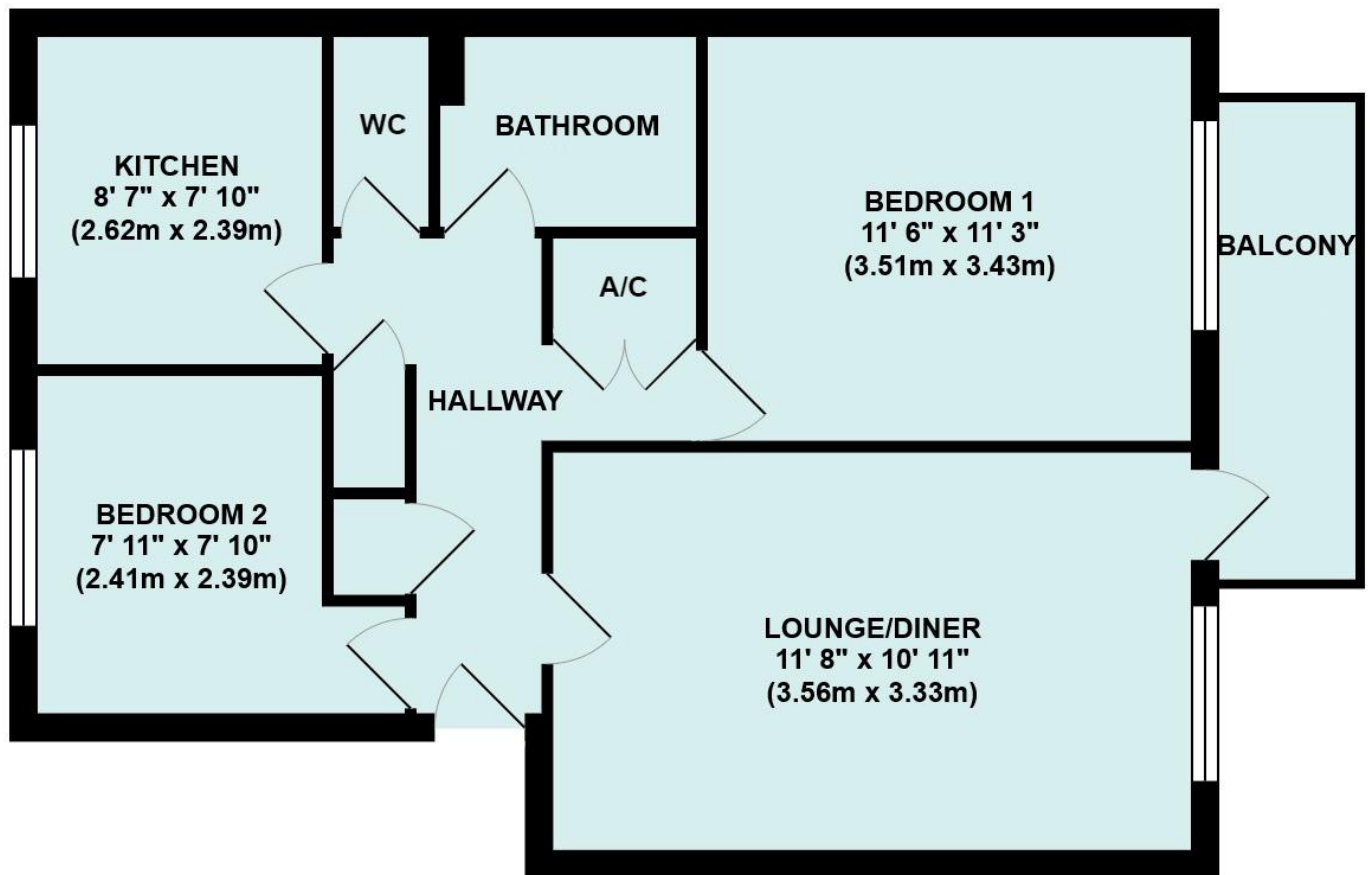 WC
BATHROOM
KITCHEN
8' 7" x 7' 10"
(2.62m x 2.39m)
BEDROOM 1
11' 6" x 11' 3"
(3.51m x 3.43m)
BALCONY
A/C
HALLWAY
BEDROOM 2
7' 11" x 7' 10"
(2.41m x 2.39m)
LOUNGE/DINER
11' 8" x 10' 11"
(3.56m x 3.33m)